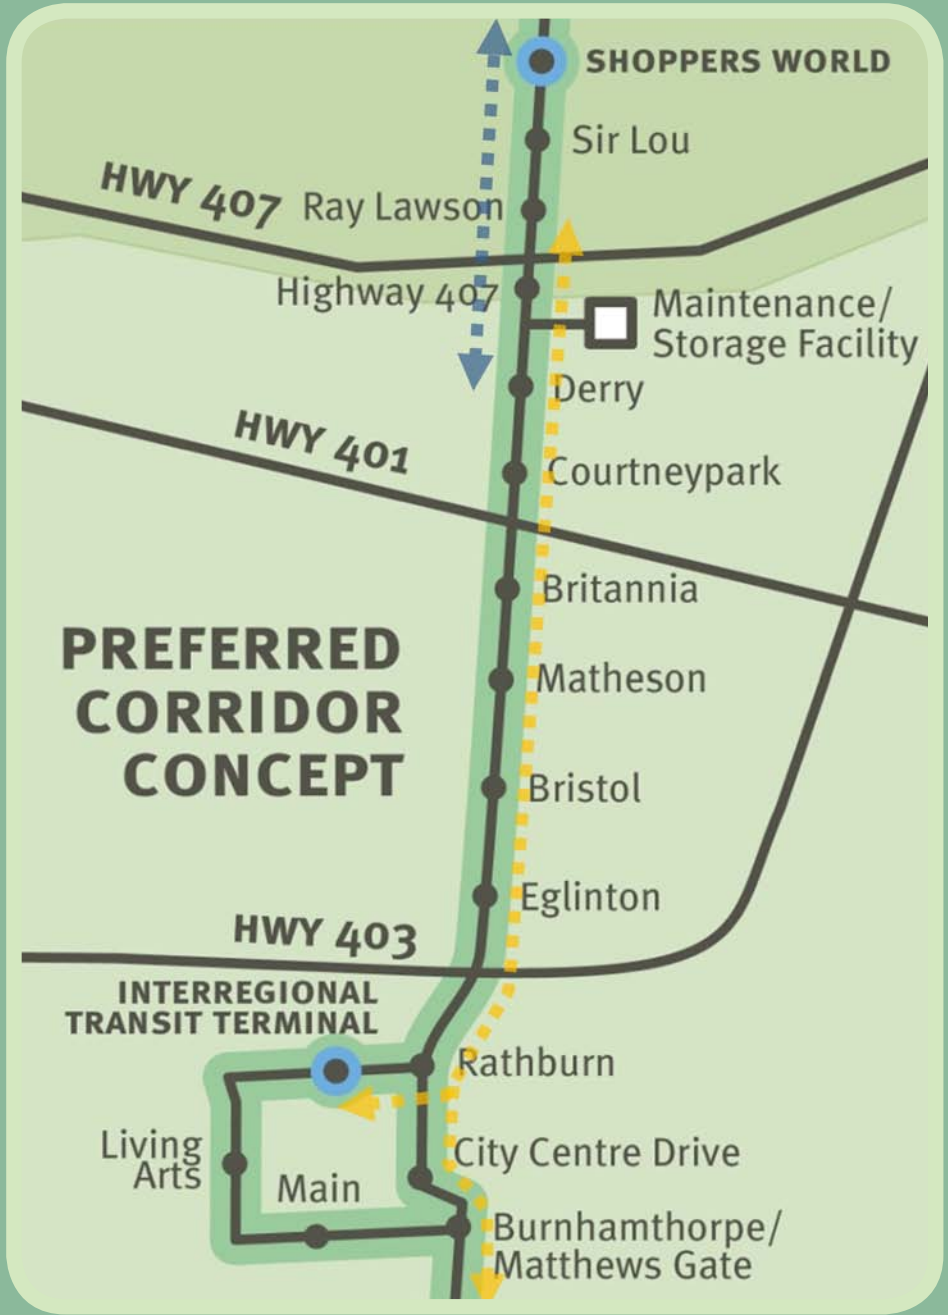 SHOPPERS WORLD
Sir Lou
HWY 407
Ray Lawson
Highway 407
Maintenance/
Storage Facility
Derry
HWY 401
Courtneypark
Britannia
PREFERRED
CORRIDOR
CONCEPT
Matheson
Bristol
Eglinton
HWY 403
INTERREGIONAL
TRANSIT TERMINAL
Rathburn
Living
Arts
City Centre Drive
Main
Burnhamthorpe/
Matthews Gate